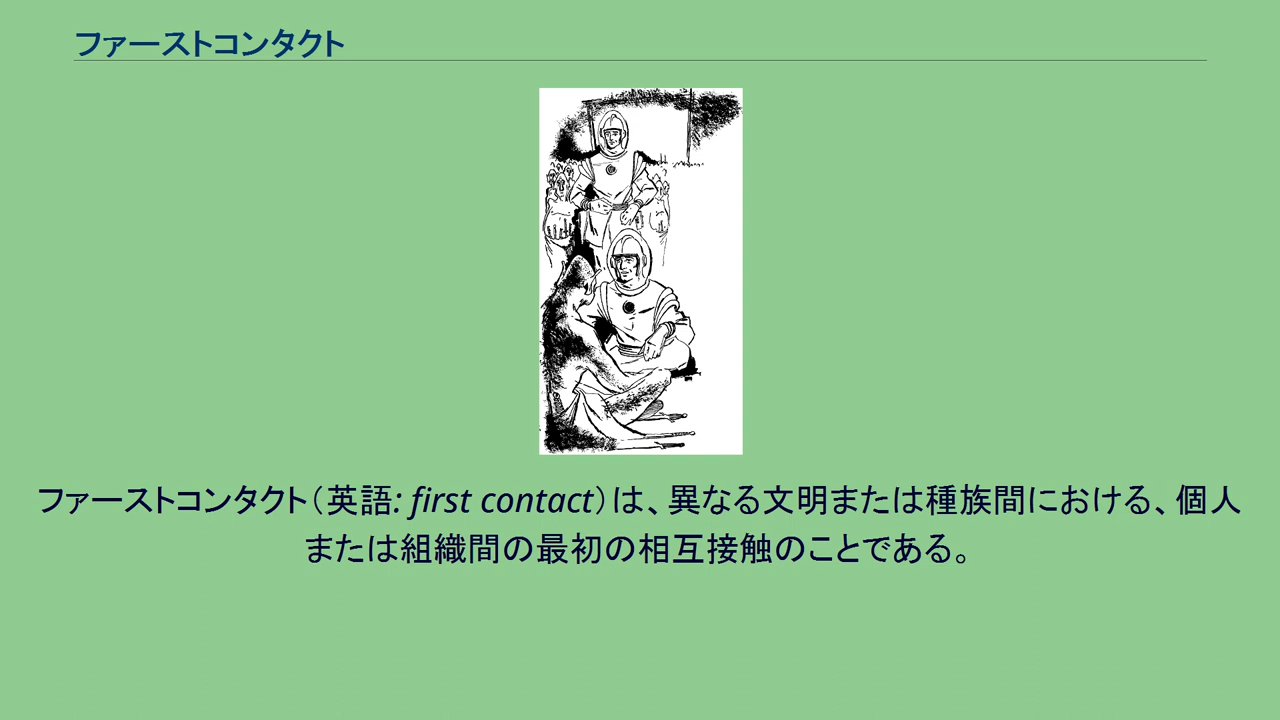 ファーストコンタクト
ファーストコンタクト（英語: first contact）は、異なる文明または種族間における、個人
または組織間の最初の相互接触のことである。